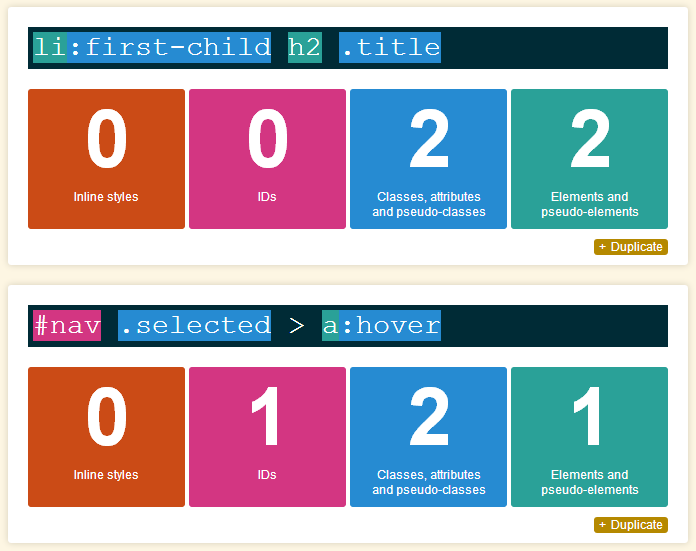 li:first-child h2 .title
0 0 2 2
Inline styles IDs Classes, attributes Elements and
and pseudo-classes pseudo-elements
+ Duplicate
#nav .selected > a:hover
0 1 2 1
Inline styles IDs Classes, attributes Elements and
and pseudo-classes pseudo-elements
+ Duplicate